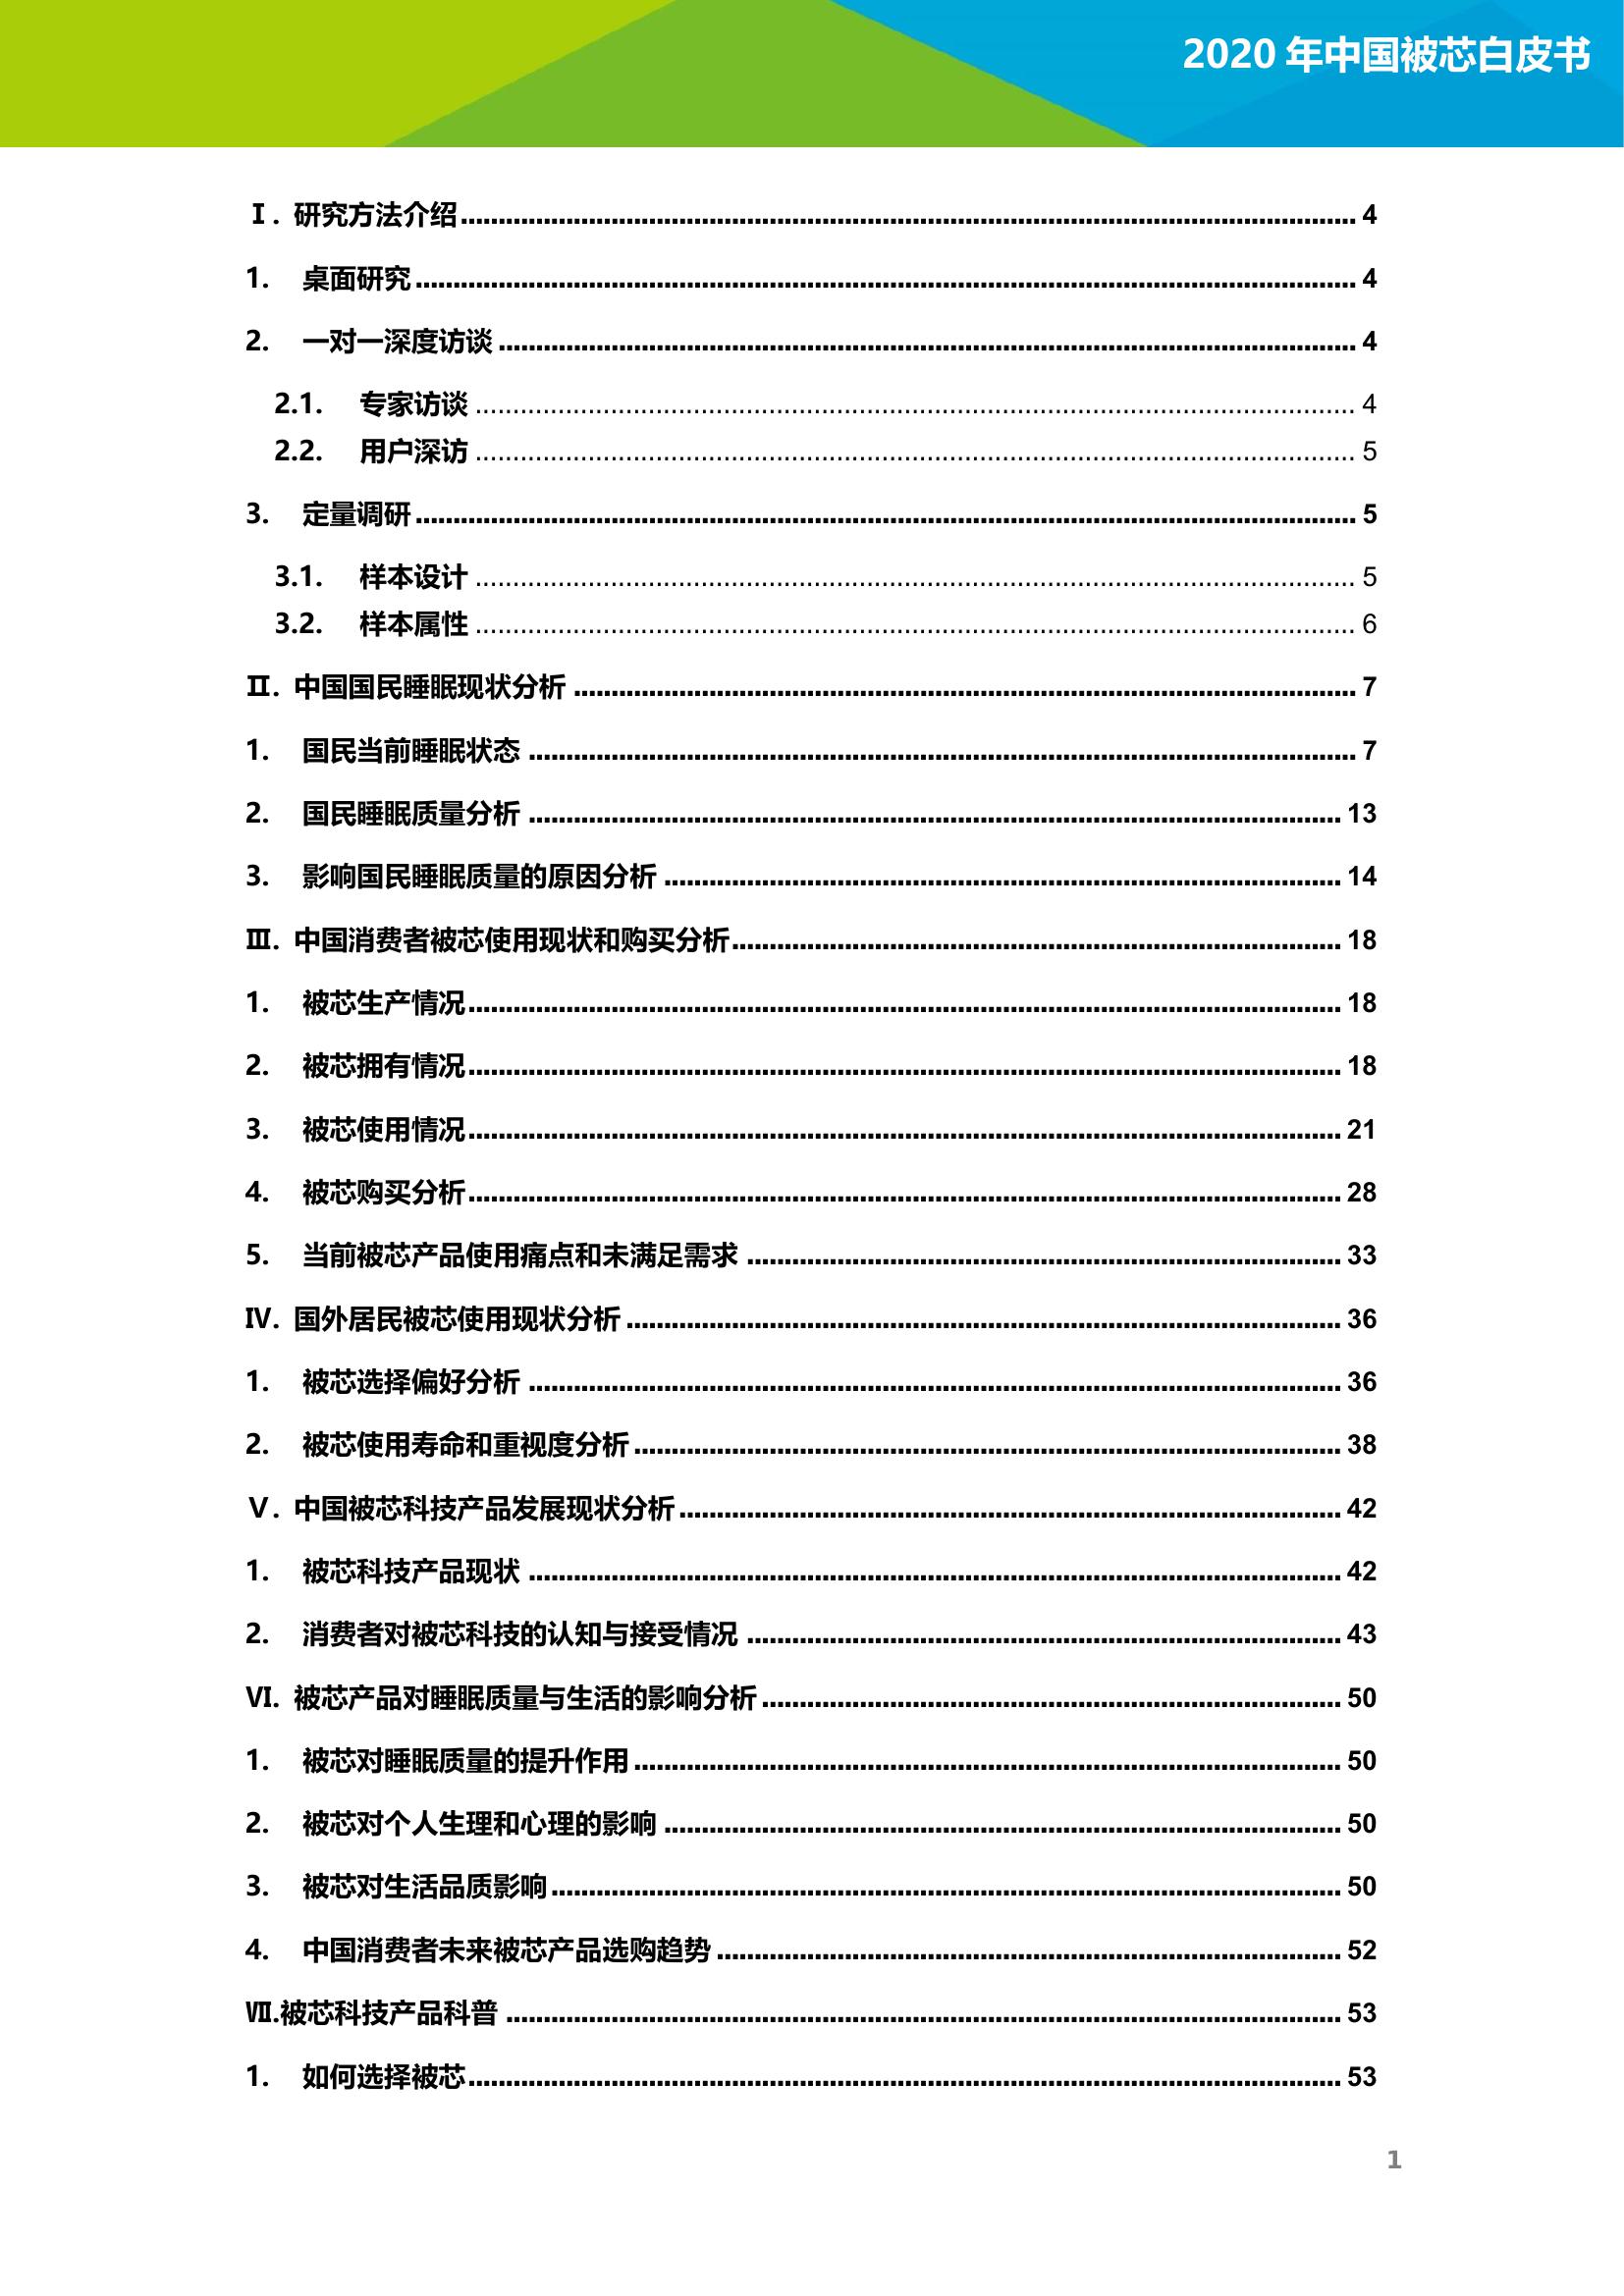 2020 年中国被芯白皮书
Ⅰ. 研究方法介绍 4
1. 桌面研究 4
2. 一对一深度访谈 4
2.1. 专家访谈 4
2.2. 用户深访 5
3. 定量调研 5
3.1. 样本设计 5
3.2. 样本属性 6
Ⅱ. 中国国民睡眠现状分析 7
1. 国民当前睡眠状态 7
2. 国民睡眠质量分析 13
3. 影响国民睡眠质量的原因分析 14
Ⅲ. 中国消费者被芯使用现状和购买分析 18
1. 被芯生产情况 18
2. 被芯拥有情况 18
3. 被芯使用情况 21
4. 被芯购买分析 28
5. 当前被芯产品使用痛点和未满足需求 33
Ⅳ. 国外居民被芯使用现状分析 36
1. 被芯选择偏好分析 36
2. 被芯使用寿命和重视度分析 38
Ⅴ. 中国被芯科技产品发展现状分析 42
1. 被芯科技产品现状 42
2. 消费者对被芯科技的认知与接受情况 43
Ⅵ. 被芯产品对睡眠质量与生活的影响分析 50
1. 被芯对睡眠质量的提升作用 50
2. 被芯对个人生理和心理的影响 50
3. 被芯对生活品质影响 50
4. 中国消费者未来被芯产品选购趋势 52
Ⅶ.被芯科技产品科普 53
1. 如何选择被芯 53
1